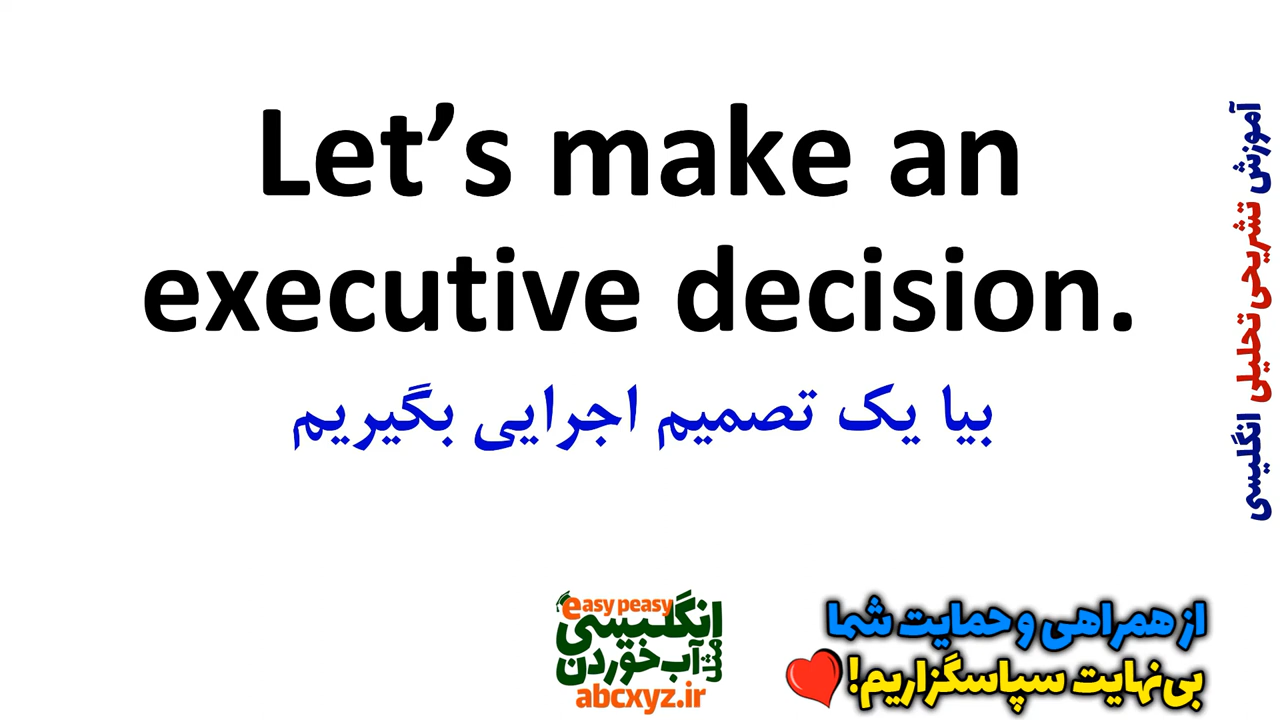 Let’s make an
executive decision.
بیا یک تصمیم اجرایی بگیریم
آموزش تشریحی تحلیلی انگلیسی
easy peasy
انگلیسی
مثل
آب خوردن
abcxyz.ir
از همراهی و حمایت شما
بی‌نهایت سپاسگزاریم!